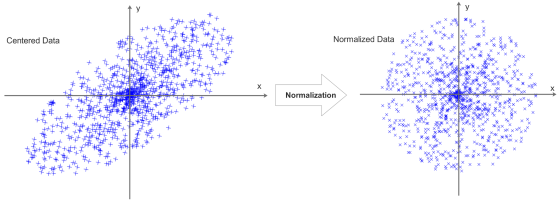 y
Centered Data
x
Normalization
y
Normalized Data
x